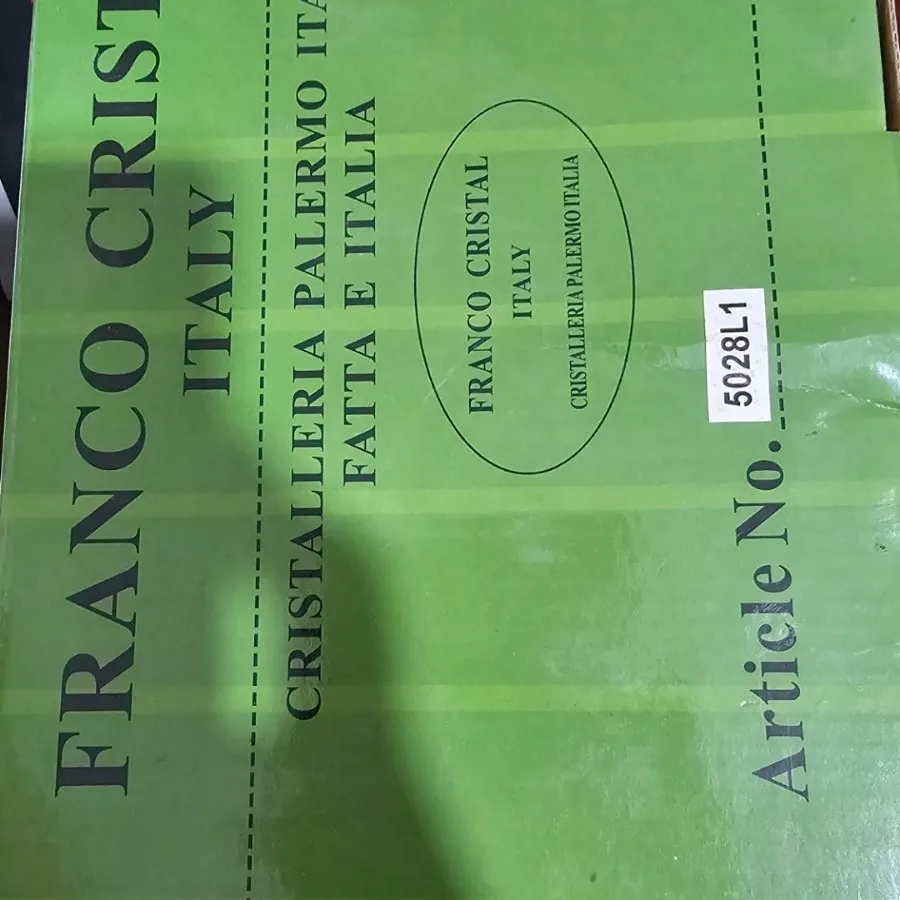 FRANCO CRIST
ITALY
CRISTALLERIA PALERMO ITA
FATTA E ITALIA
FRANCO CRISTAL
ITALY
CRISTALLERIA PALERMO ITALIA
Article No. 5028L1